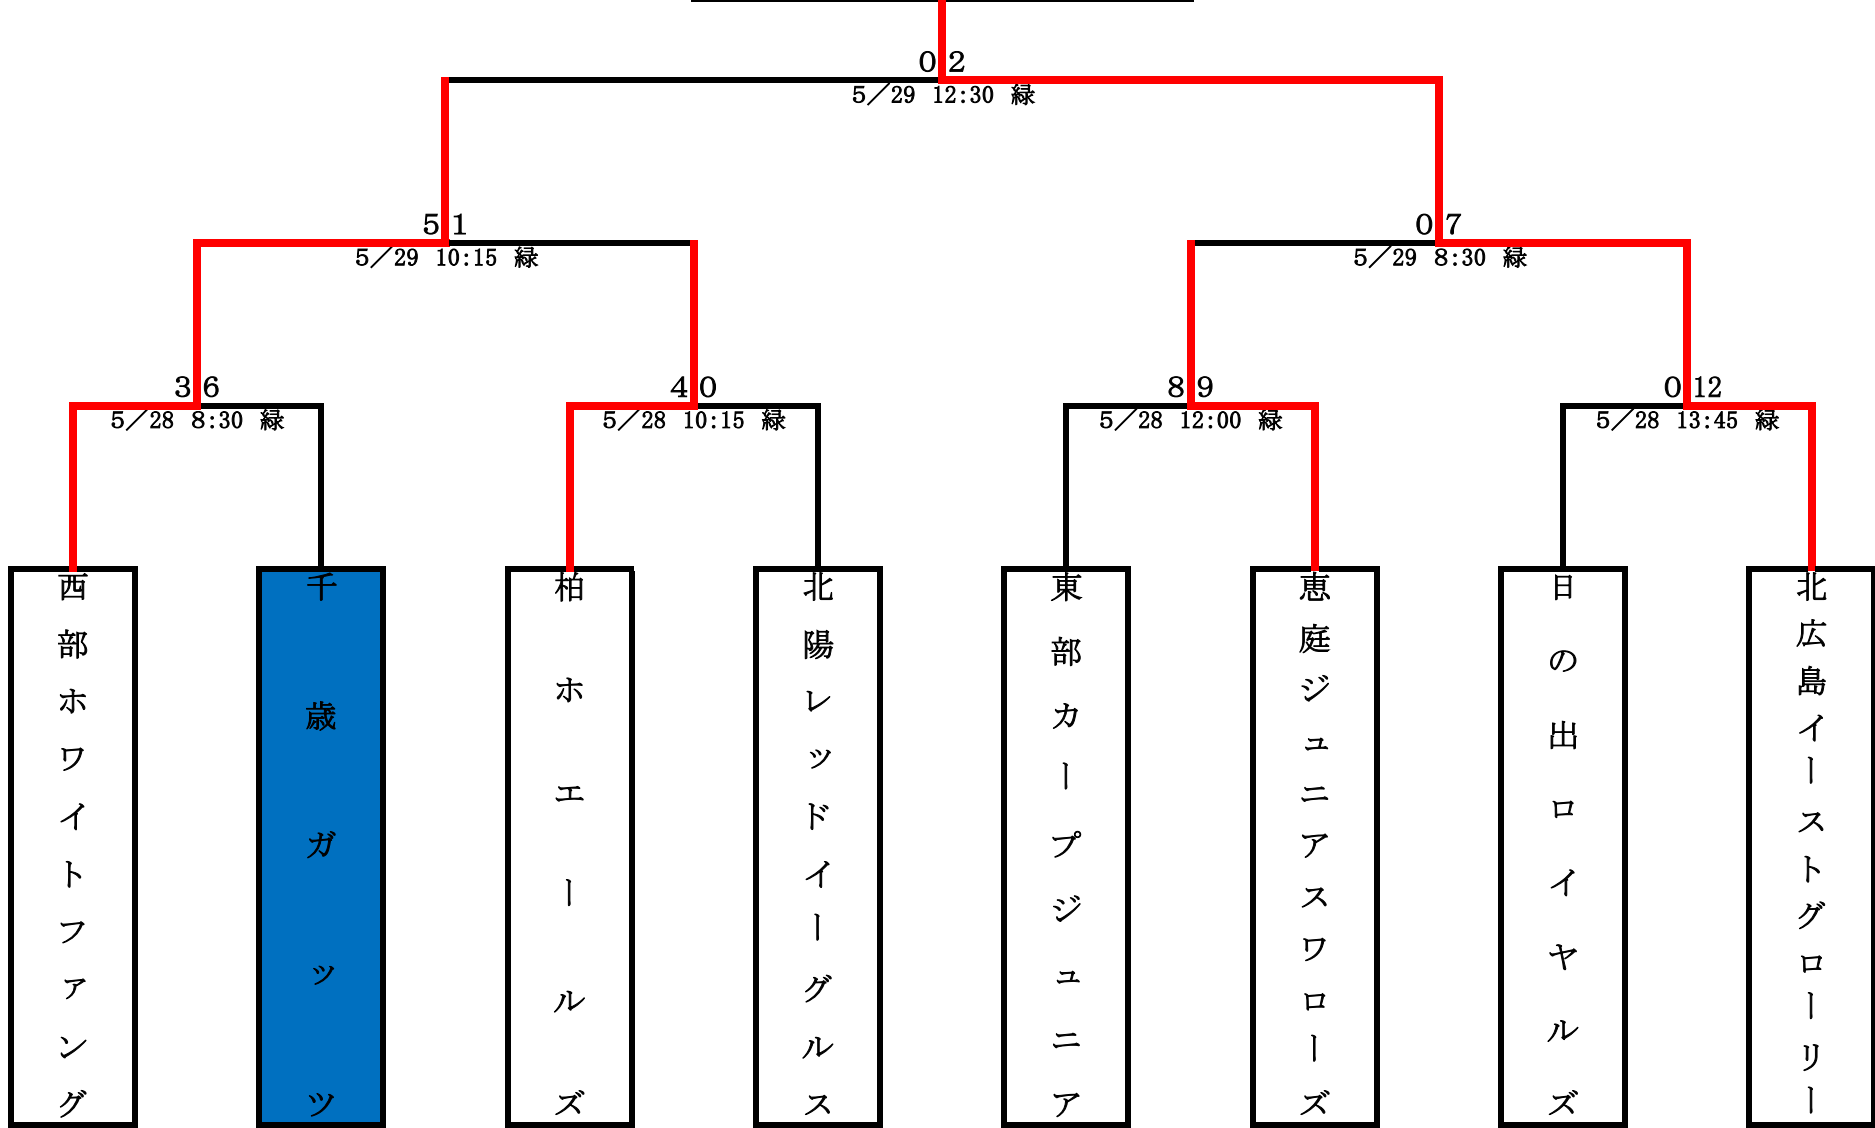 0 2
5／29 12:30 緑
5 1
5／29 10:15 緑
0 7
5／29 8:30 緑
3 6
5／28 8:30 緑
4 0
5／28 10:15 緑
8 9
5／28 12:00 緑
0 12
5／28 13:45 緑
西部ホワイトファング
千歳ガッツ
柏ホエールズ
北陽レッドイーグルス
東部カープジュニア
恵庭ジュニアスワローズ
日の出ロイヤルズ
北広島イーストグローリー